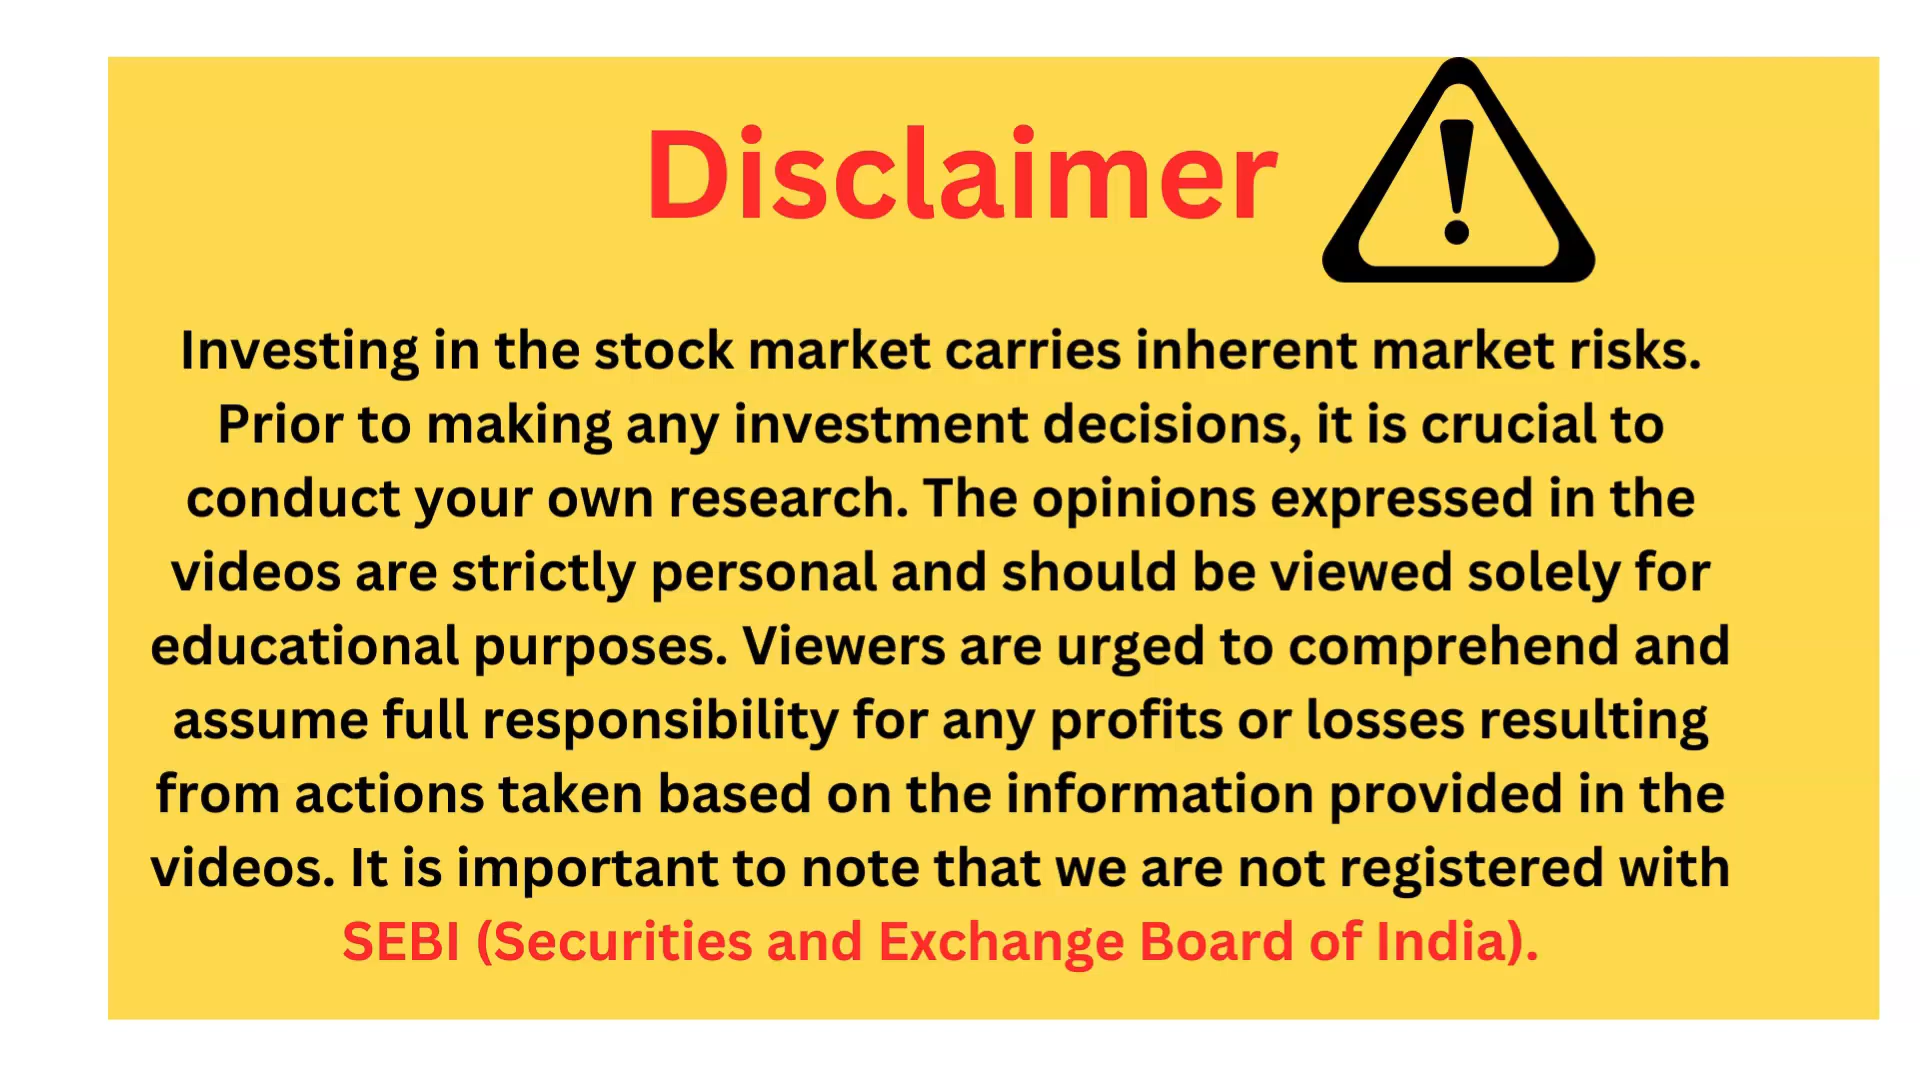 Disclaimer
Investing in the stock market carries inherent market risks.
Prior to making any investment decisions, it is crucial to
conduct your own research. The opinions expressed in the
videos are strictly personal and should be viewed solely for
educational purposes. Viewers are urged to comprehend and
assume full responsibility for any profits or losses resulting
from actions taken based on the information provided in the
videos. It is important to note that we are not registered with
SEBI (Securities and Exchange Board of India).